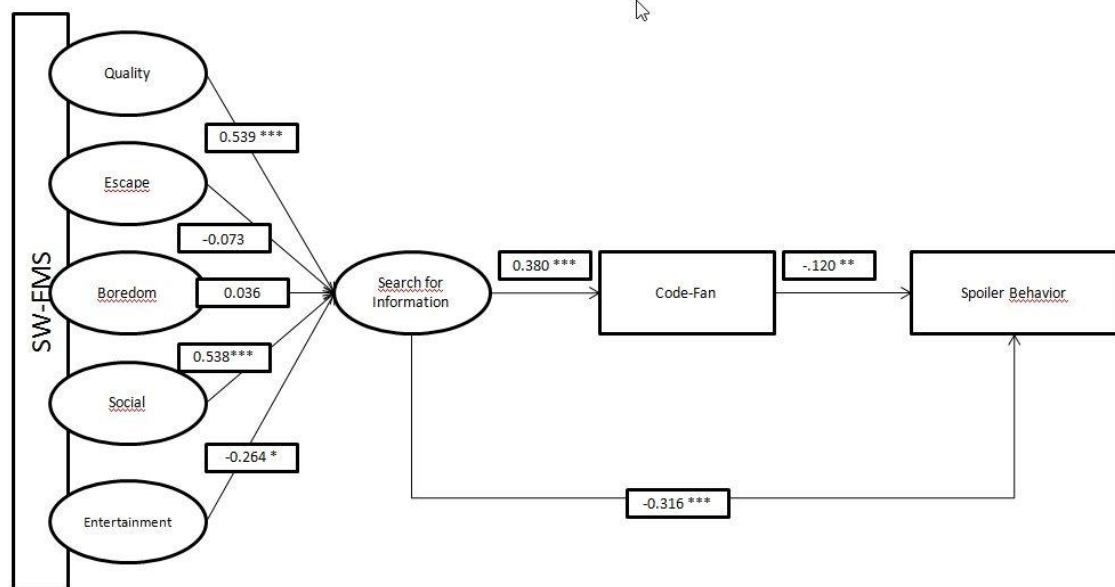 SW-EMS
Quality
0.539 ***
Escape
-0.073
Boredom
0.036
Social
0.538***
Entertainment
-0.264 *
Search for
Information
0.380 ***
Code-Fan
-.120 **
Spoiler Behavior
-0.316 ***